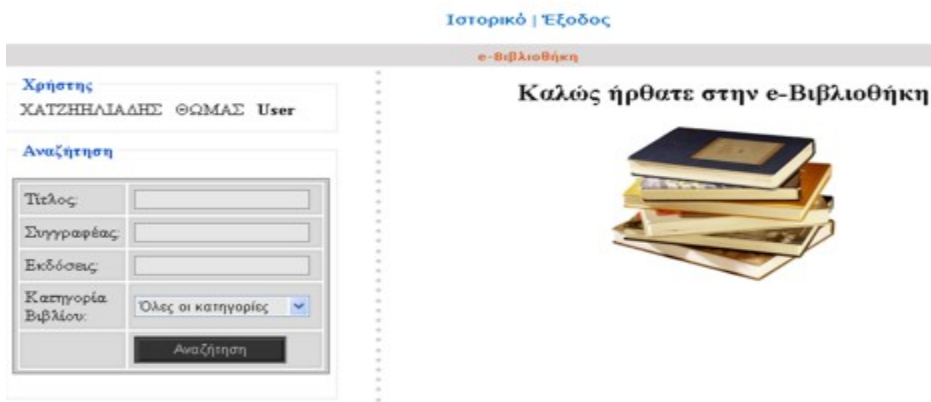 Ιστορικό | Έξοδος
e-Βιβλιοθήκη
Χρήστης
ΧΑΤΖΗΗΛΙΑΔΗΣ ΘΩΜΑΣ User
Αναζήτηση
Τίτλος:
Συγγραφέας:
Εκδόσεις:
Κατηγορία
Βιβλίου:
Όλες οι κατηγορίες
Αναζήτηση
Καλώς ήρθατε στην e-Βιβλιοθήκη